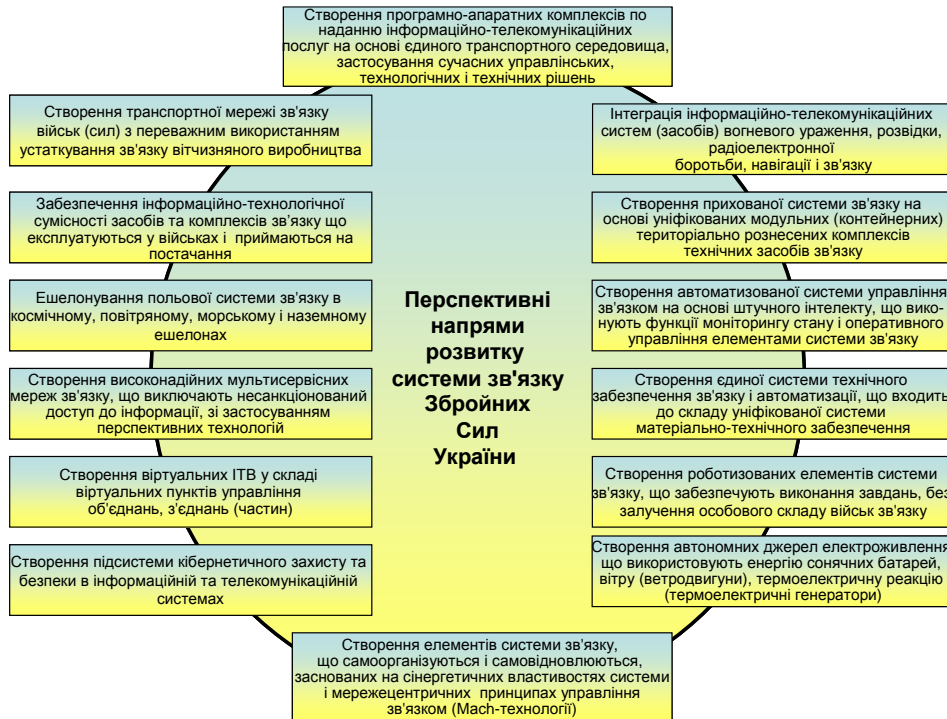 Створення програмно-апаратних комплексів по
наданню інформаційно-телекомунікаційних
послуг на основі єдиного транспортного середовища,
застосування сучасних управлінських,
технологічних і технічних рішень
Створення транспортної мережі зв'язку
військ (сил) з переважним використанням
устаткування зв'язку вітчизняного виробництва
Забезпечення інформаційно-технологічної
сумісності засобів та комплексів зв'язку що
експлуатуються у військах і приймаються на
постачання
Ешелонування польової системи зв'язку в
космічному, повітряному, морському і наземному
ешелонах
Створення високонадійних мультисервісних
мереж зв'язку, що виключають несанкціонований
доступ до інформації, зі застосуванням
перспективних технологій
Створення віртуальних ІТВ у складі
віртуальних пунктів управління
об'єднань, з'єднань (частин)
Створення підсистеми кібернетичного захисту та
безпеки в інформаційній та телекомунікаційній
системах
Перспективні
напрями
розвитку
системи зв'язку
Збройних
Сил
України
Інтеграція інформаційно-телекомунікаційних
систем (засобів) вогневого ураження, розвідки,
радіоелектронної
боротьби, навігації і зв'язку
Створення прихованої системи зв'язку на
основі уніфікованих модульних (контейнерних)
територіально рознесених комплексів
технічних засобів зв'язку
Створення автоматизованої системи управління
зв'язком на основі штучного інтелекту, що вико-
нують функції моніторингу стану і оперативного
управління елементами системи зв'язку
Створення єдиної системи технічного
забезпечення зв'язку і автоматизації, що входить
до складу уніфікованої системи
матеріально-технічного забезпечення
Створення роботизованих елементів системи
зв'язку, що забезпечують виконання завдань, без
залучення особового складу військ зв'язку
Створення автономних джерел електроживлення
що використовують енергію сонячних батарей,
вітру (ветродвигуни), термоелектричну реакцію
(термоелектричні генератори)
Створення елементів системи зв'язку,
що самоорганізуються і самовідновлюються,
заснованих на сінергетичних властивостях системи
і мережецентричних принципах управління
зв'язком (Mach-технології)